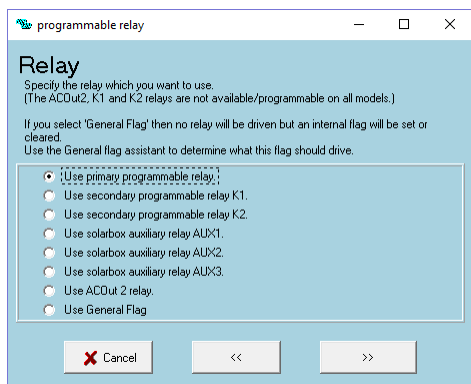 programmable relay
Relay
Specify the relay which you want to use.
(The ACOut2, K1 and K2 relays are not available/programmable on all models.)
If you select 'General Flag' then no relay will be driven but an internal flag will be set or
cleared.
Use the General flag assistant to determine what this flag should drive.
Use primary programmable relay.
Use secondary programmable relay K1.
Use secondary programmable relay K2.
Use solarbox auxiliary relay AUX1.
Use solarbox auxiliary relay AUX2.
Use solarbox auxiliary relay AUX3.
Use ACOut 2 relay.
Use General Flag
Cancel << >>